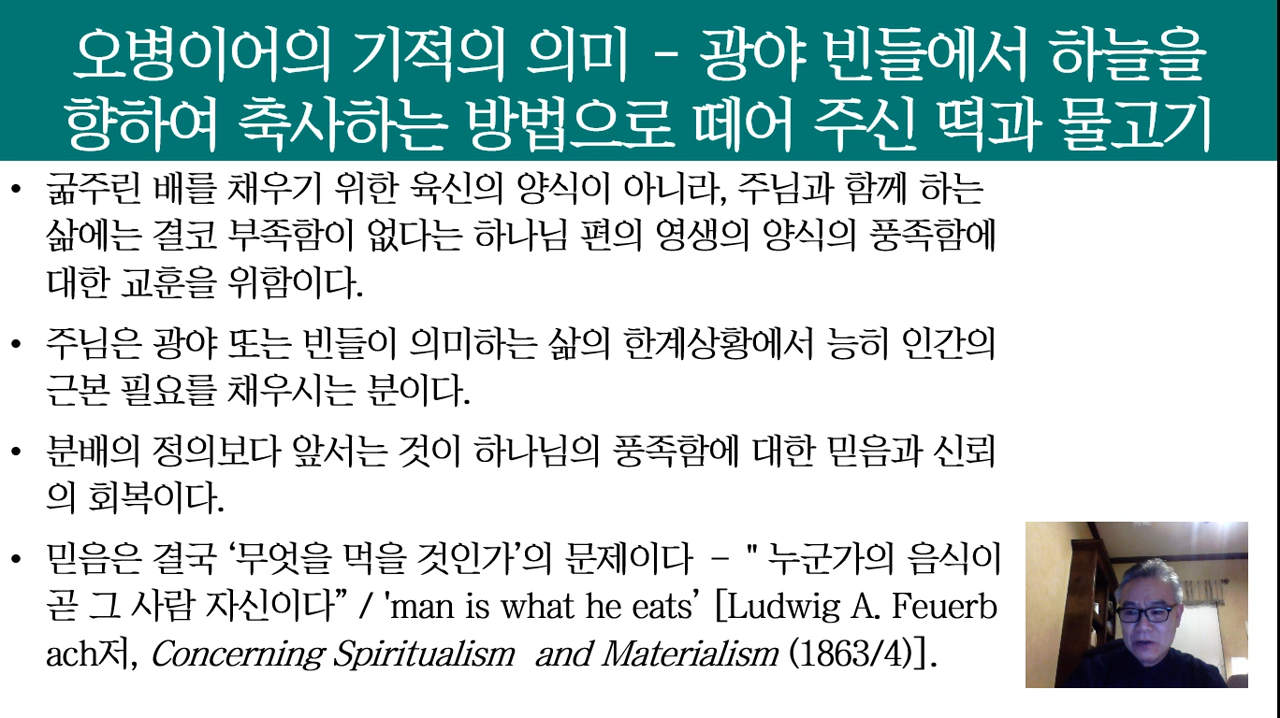 오병이어의 기적의 의미 - 광야 빈들에서 하늘을
향하여 축사하는 방법으로 떼어 주신 떡과 물고기
• 굶주린 배를 채우기 위한 육신의 양식이 아니라, 주님과 함께 하는
삶에는 결코 부족함이 없다는 하나님 편의 영생의 양식의 풍족함에
대한 교훈을 위함이다.
• 주님은 광야 또는 빈들이 의미하는 삶의 한계상황에서 능히 인간의
근본 필요를 채우시는 분이다.
• 분배의 정의보다 앞서는 것이 하나님의 풍족함에 대한 믿음과 신뢰
의 회복이다.
• 믿음은 결국 ‘무엇을 먹을 것인가’의 문제이다 - " 누군가의 음식이
곧 그 사람 자신이다” / 'man is what he eats’ [Ludwig A. Feuerb
ach저, Concerning Spiritualism and Materialism (1863/4)].